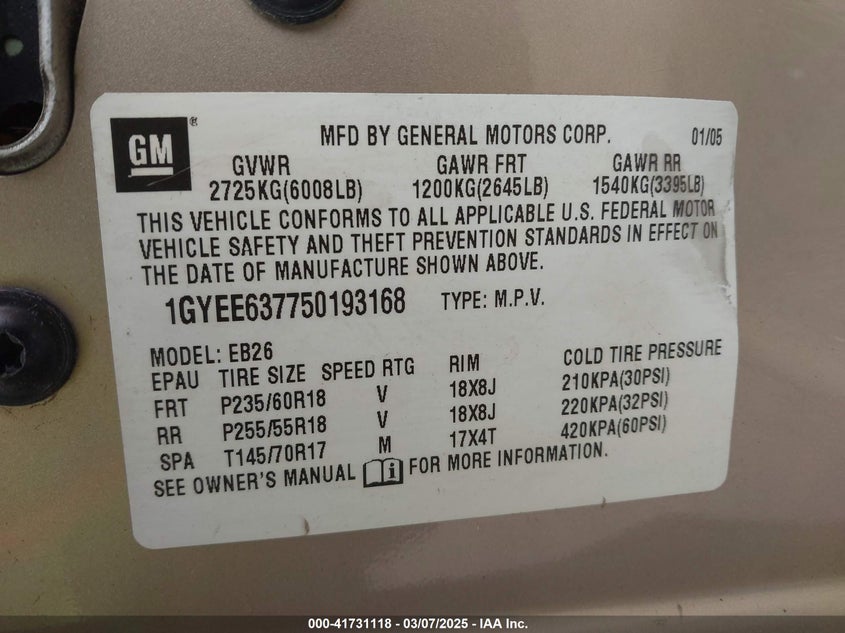 GM ®
MFD BY GENERAL MOTORS CORP. 01/05
GVWR GAWR FRT GAWR RR
2725KG(6008LB) 1200KG(2645LB) 1540KG(3395LB)
THIS VEHICLE CONFORMS TO ALL APPLICABLE U.S. FEDERAL MOTOR
VEHICLE SAFETY AND THEFT PREVENTION STANDARDS IN EFFECT ON
THE DATE OF MANUFACTURE SHOWN ABOVE.
1GYEE637750193168 TYPE: M.P.V.
MODEL: EB26
EPAU TIRE SIZE SPEED RTG RIM COLD TIRE PRESSURE
FRT P235/60R18 V 18X8J 210KPA(30PSI)
RR P255/55R18 V 18X8J 220KPA(32PSI)
SPA T145/70R17 M 17X4T 420KPA(60PSI)
SEE OWNER'S MANUAL i FOR MORE INFORMATION.
000-41731118 - 03/07/2025 - IAA Inc.